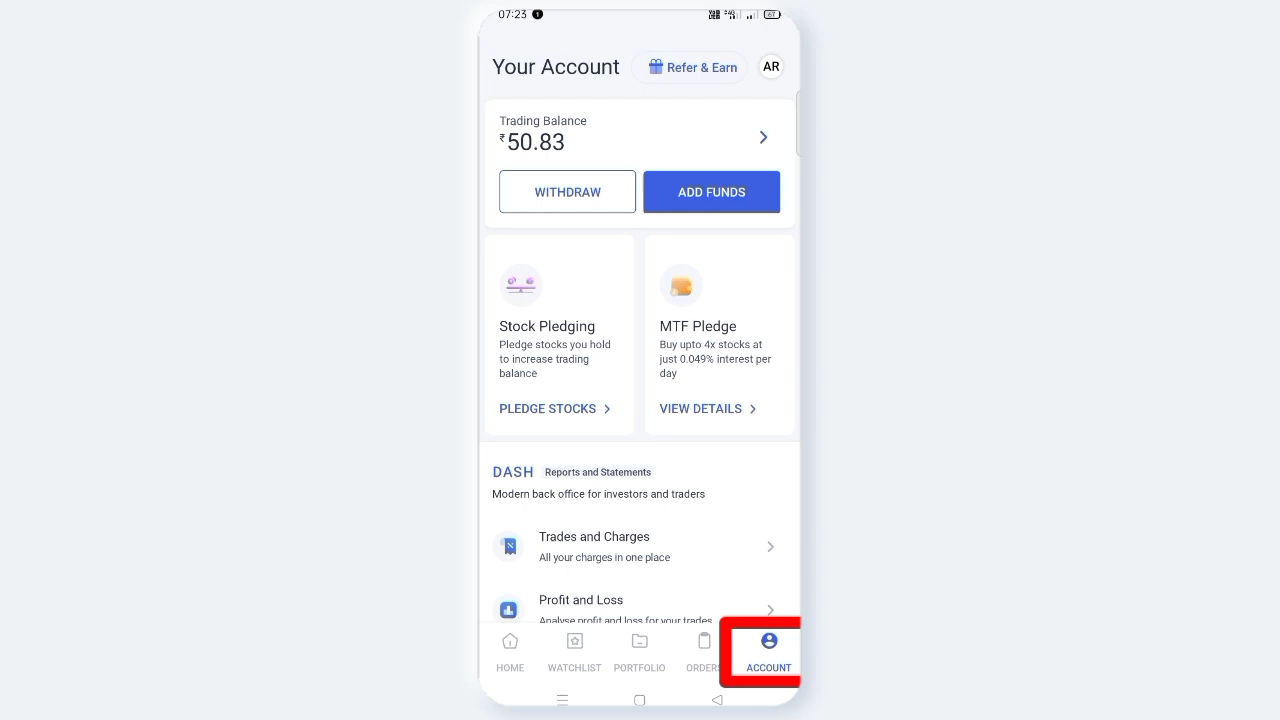 07:23
Your Account
Refer & Earn
AR
Trading Balance
₹50.83
WITHDRAW
ADD FUNDS
Stock Pledging
Pledge stocks you hold
to increase trading
balance
PLEDGE STOCKS
MTF Pledge
Buy upto 4x stocks at
just 0.049% interest per
day
VIEW DETAILS
DASH Reports and Statements
Modern back office for investors and traders
Trades and Charges
All your charges in one place
Profit and Loss
Analyse profit and loss for your trades
HOME
WATCHLIST
PORTFOLIO
ORDERS
ACCOUNT